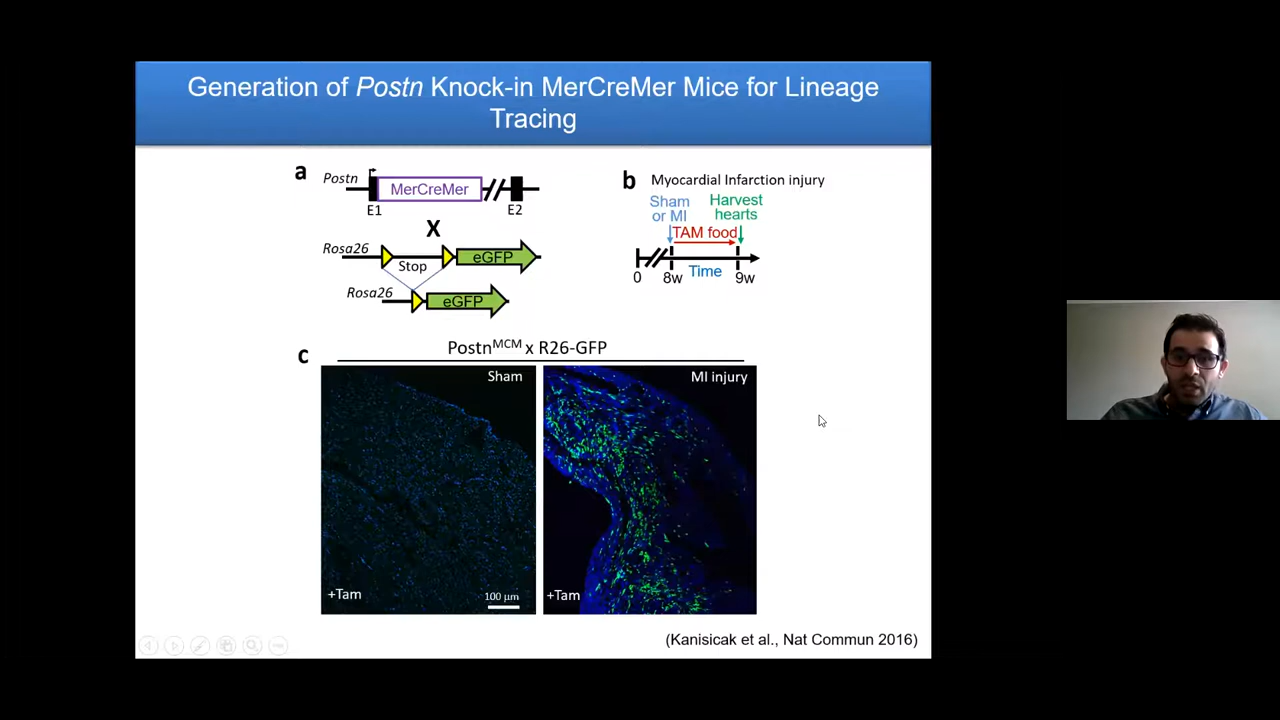 Generation of Postn Knock-in MerCreMer Mice for Lineage
Tracing
a
Postn
MerCreMer
E1
E2
X
Rosa26
Stop
eGFP
Rosa26
eGFP
b
Myocardial Infarction injury
Sham
or MI
Harvest
hearts
TAM food
0
8w
Time
9w
c
Postn^MCM x R26-GFP
Sham
+Tam
100 μm
MI injury
+Tam
(Kanisicak et al., Nat Commun 2016)